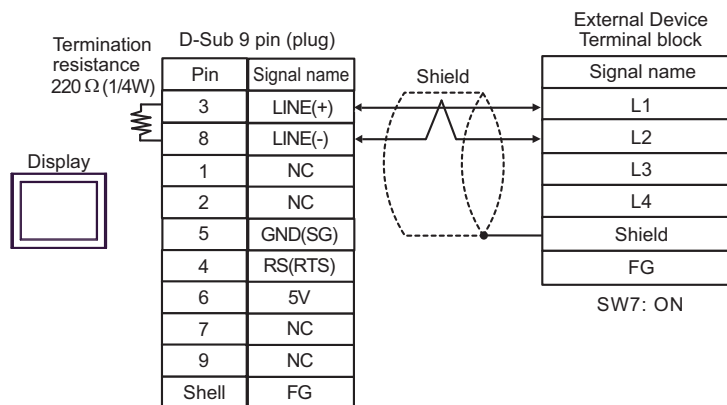 Termination
resistance
220 Ω (1/4W)
Display
D-Sub 9 pin (plug)
Pin Signal name
3 LINE(+)
8 LINE(-)
1 NC
2 NC
5 GND(SG)
4 RS(RTS)
6 5V
7 NC
9 NC
Shell FG
Shield
External Device
Terminal block
Signal name
L1
L2
L3
L4
Shield
FG
SW7: ON